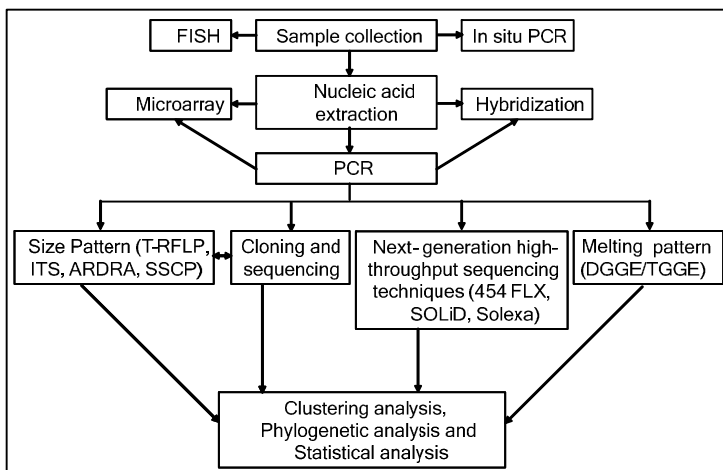 FISH
Sample collection
In situ PCR
Microarray
Nucleic acid
extraction
Hybridization
PCR
Size Pattern (T-RFLP,
ITS, ARDRA, SSCP)
Cloning and
sequencing
Next- generation high-
throughput sequencing
techniques (454 FLX,
SOLiD, Solexa)
Melting pattern
(DGGE/TGGE)
Clustering analysis,
Phylogenetic analysis and
Statistical analysis